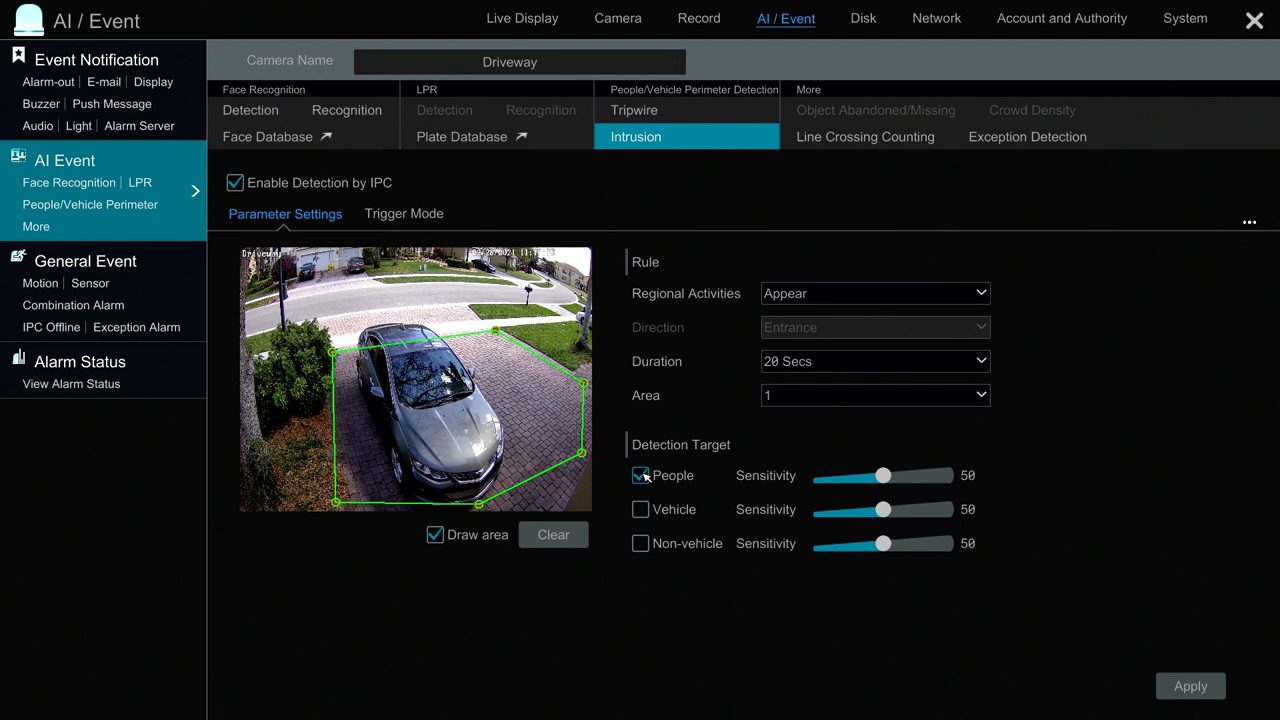 AI / Event
Live Display Camera Record AI / Event Disk Network Account and Authority System
Event Notification
Alarm-out E-mail Display
Buzzer Push Message
Audio Light Alarm Server
AI Event
Face Recognition LPR
People/Vehicle Perimeter
More
General Event
Motion Sensor
Combination Alarm
IPC Offline Exception Alarm
Alarm Status
View Alarm Status
Camera Name Driveway
Face Recognition LPR People/Vehicle Perimeter Detection More
Detection Recognition Detection Recognition Tripwire Object Abandoned/Missing Crowd Density
Face Database Plate Database Intrusion Line Crossing Counting Exception Detection
Enable Detection by IPC
Parameter Settings Trigger Mode
...
Driveway
Draw area Clear
Rule
Regional Activities Appear
Direction Entrance
Duration 20 Secs
Area 1
Detection Target
People Sensitivity 50
Vehicle Sensitivity 50
Non-vehicle Sensitivity 50
Apply